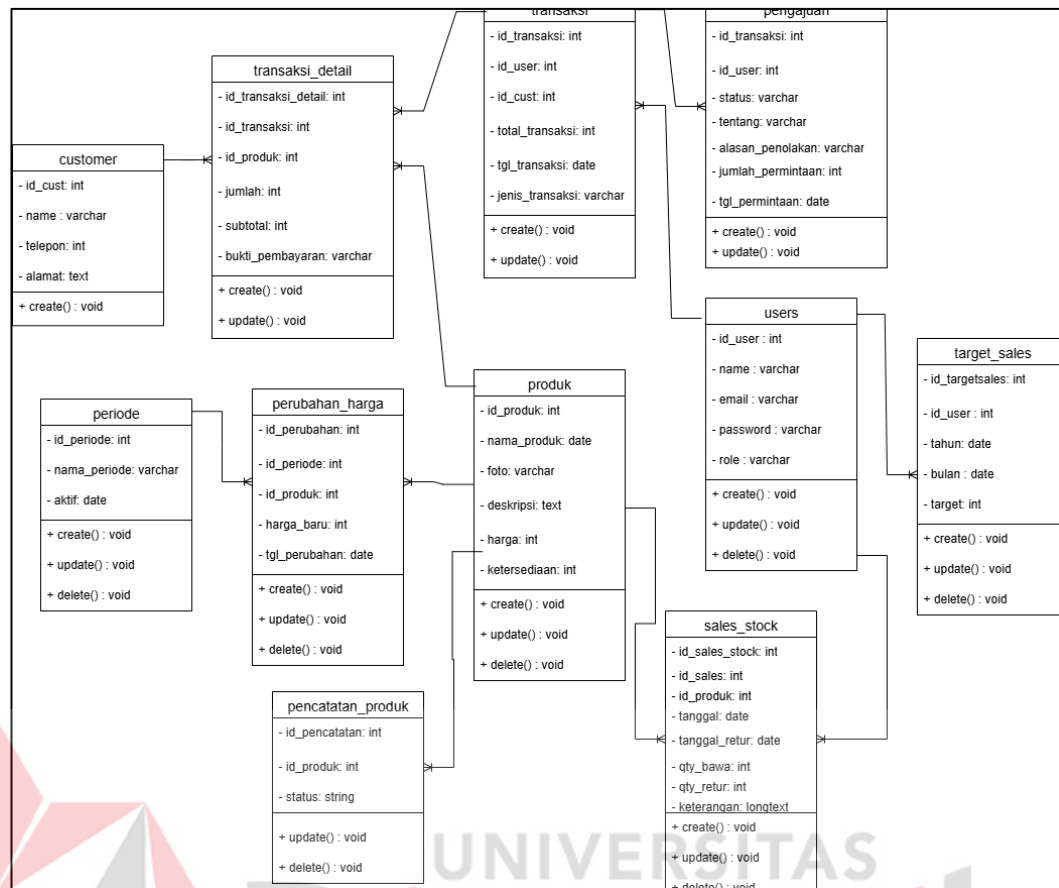 transaksi
- id_transaksi: int
- id_user: int
- id_cust: int
- total_transaksi: int
- tgl_transaksi: date
- jenis_transaksi: varchar
+ create() : void
+ update() : void
pengajuan
- id_transaksi: int
- id_user: int
- status: varchar
- tentang: varchar
- alasan_penolakan: varchar
- jumlah_permintaan: int
- tgl_permintaan: date
+ create() : void
+ update() : void
transaksi_detail
- id_transaksi_detail: int
- id_transaksi: int
- id_produk: int
- jumlah: int
- subtotal: int
- bukti_pembayaran: varchar
+ create() : void
+ update() : void
customer
- id_cust: int
- name : varchar
- telepon: int
- alamat: text
+ create() : void
users
- id_user : int
- name : varchar
- email : varchar
- password : varchar
- role : varchar
+ create() : void
+ update() : void
+ delete() : void
target_sales
- id_targetsales: int
- id_user : int
- tahun: date
- bulan : date
- target: int
+ create() : void
+ update() : void
+ delete() : void
periode
- id_periode: int
- nama_periode: varchar
- aktif: date
+ create() : void
+ update() : void
+ delete() : void
perubahan_harga
- id_perubahan: int
- id_periode: int
- id_produk: int
- harga_baru: int
- tgl_perubahan: date
+ create() : void
+ update() : void
+ delete() : void
produk
- id_produk: int
- nama_produk: date
- foto: varchar
- deskripsi: text
- harga: int
- ketersediaan: int
+ create() : void
+ update() : void
+ delete() : void
sales_stock
- id_sales_stock: int
- id_sales: int
- id_produk: int
- tanggal: date
- tanggal_retur: date
- qty_bawa: int
- qty_retur: int
- keterangan: longtext
+ create() : void
+ update() : void
+ delete() : void
pencatatan_produk
- id_pencatatan: int
- id_produk: int
- status: string
+ update() : void
+ delete() : void
UNIVERSITAS